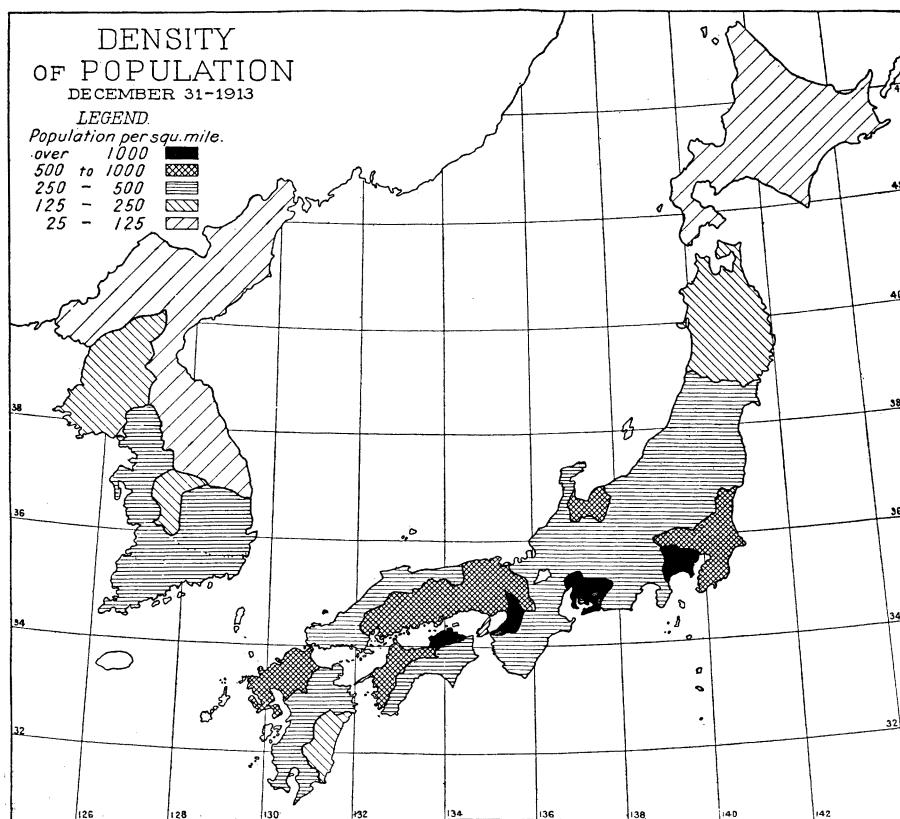 DENSITY
OF POPULATION
DECEMBER 31-1913
LEGEND.
Population per squ. mile.
over 1000
500 to 1000
250 - 500
125 - 250
25 - 125
40
38
38
36
36
34
34
32
32
126
128
130
132
134
136
138
140
142